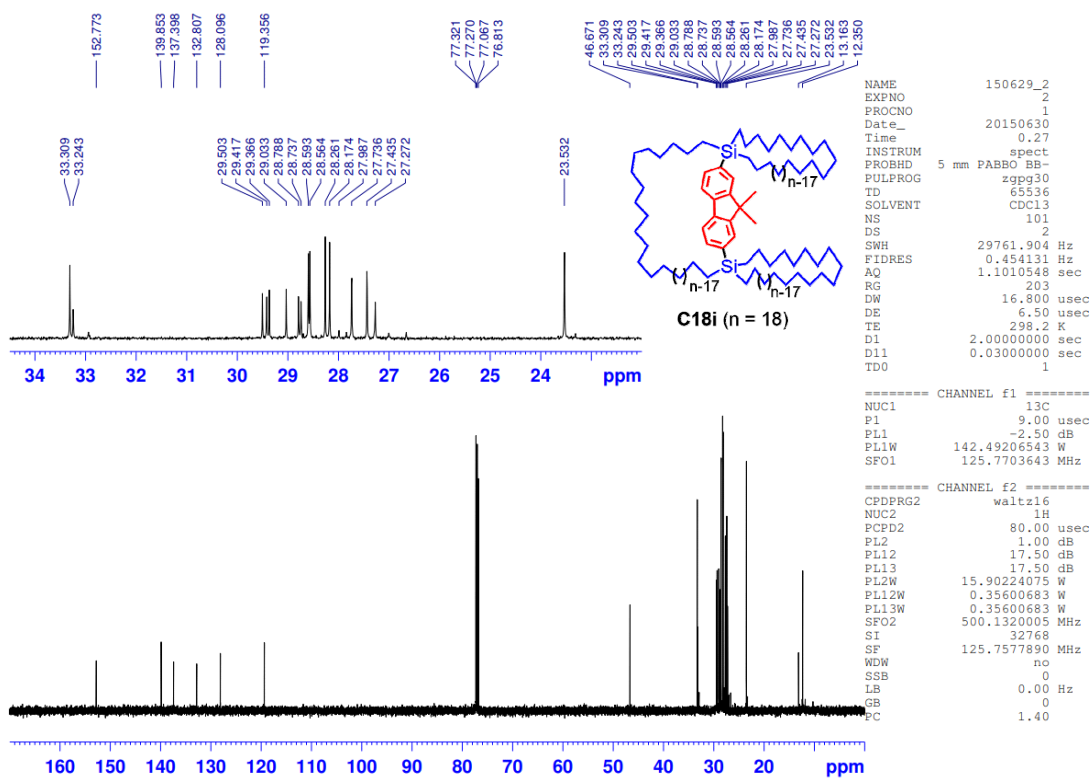 152.773
139.853
137.398
132.807
128.096
119.356
77.321
77.270
77.067
76.813
46.671
33.309
33.243
29.503
29.417
29.366
29.033
28.788
28.737
28.593
28.564
28.261
28.174
27.987
27.736
27.435
27.272
23.532
13.163
12.350
33.309
33.243
29.503
29.417
29.366
29.033
28.788
28.737
28.593
28.564
28.261
28.174
27.987
27.736
27.435
27.272
23.532
34 33 32 31 30 29 28 27 26 25 24 ppm
Si
( )n-17
Si
( )n-17 ( )n-17
C18i (n = 18)
NAME 150629_2
EXPNO 2
PROCNO 1
Date_ 20150630
Time 0.27
INSTRUM spect
PROBHD 5 mm PABBO BB-
PULPROG zgpg30
TD 65536
SOLVENT CDCl3
NS 101
DS 2
SWH 29761.904 Hz
FIDRES 0.454131 Hz
AQ 1.1010548 sec
RG 203
DW 16.800 usec
DE 6.50 usec
TE 298.2 K
D1 2.00000000 sec
D11 0.03000000 sec
TD0 1
======== CHANNEL f1 ========
NUC1 13C
P1 9.00 usec
PL1 -2.50 dB
PL1W 142.49206543 W
SFO1 125.7703643 MHz
======== CHANNEL f2 ========
CPDPRG2 waltz16
NUC2 1H
PCPD2 80.00 usec
PL2 1.00 dB
PL12 17.50 dB
PL13 17.50 dB
PL2W 15.90224075 W
PL12W 0.35600683 W
PL13W 0.35600683 W
SFO2 500.1320005 MHz
SI 32768
SF 125.7577890 MHz
WDW no
SSB 0
LB 0.00 Hz
GB 0
PC 1.40
160 150 140 130 120 110 100 90 80 70 60 50 40 30 20 ppm